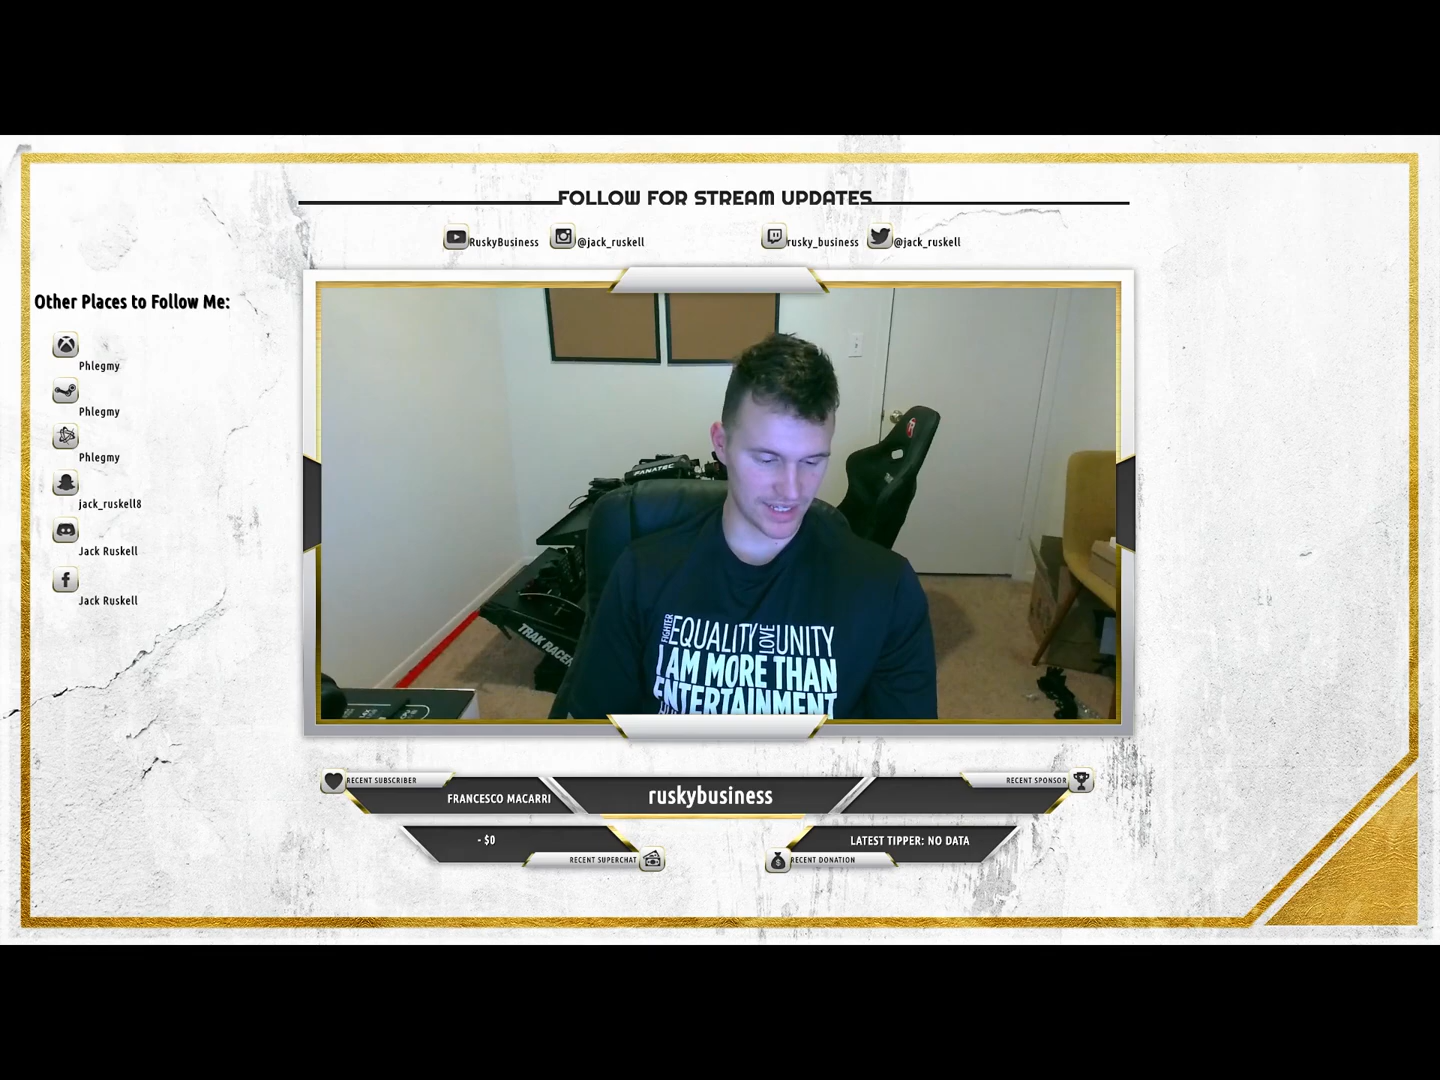 FOLLOW FOR STREAM UPDATES
RuskyBusiness @jack_ruskell rusky_business @jack_ruskell
Other Places to Follow Me:
Phlegmy
Phlegmy
Phlegmy
jack_ruskell8
Jack Ruskell
Jack Ruskell
FANATEC
TRAK RACER
FIGHTER EQUALITY LOVE UNITY
I AM MORE THAN
ENTERTAINMENT
RECENT SUBSCRIBER
FRANCESCO MACARRI
ruskybusiness
RECENT SPONSOR
- $0
RECENT SUPERCHAT
LATEST TIPPER: NO DATA
RECENT DONATION